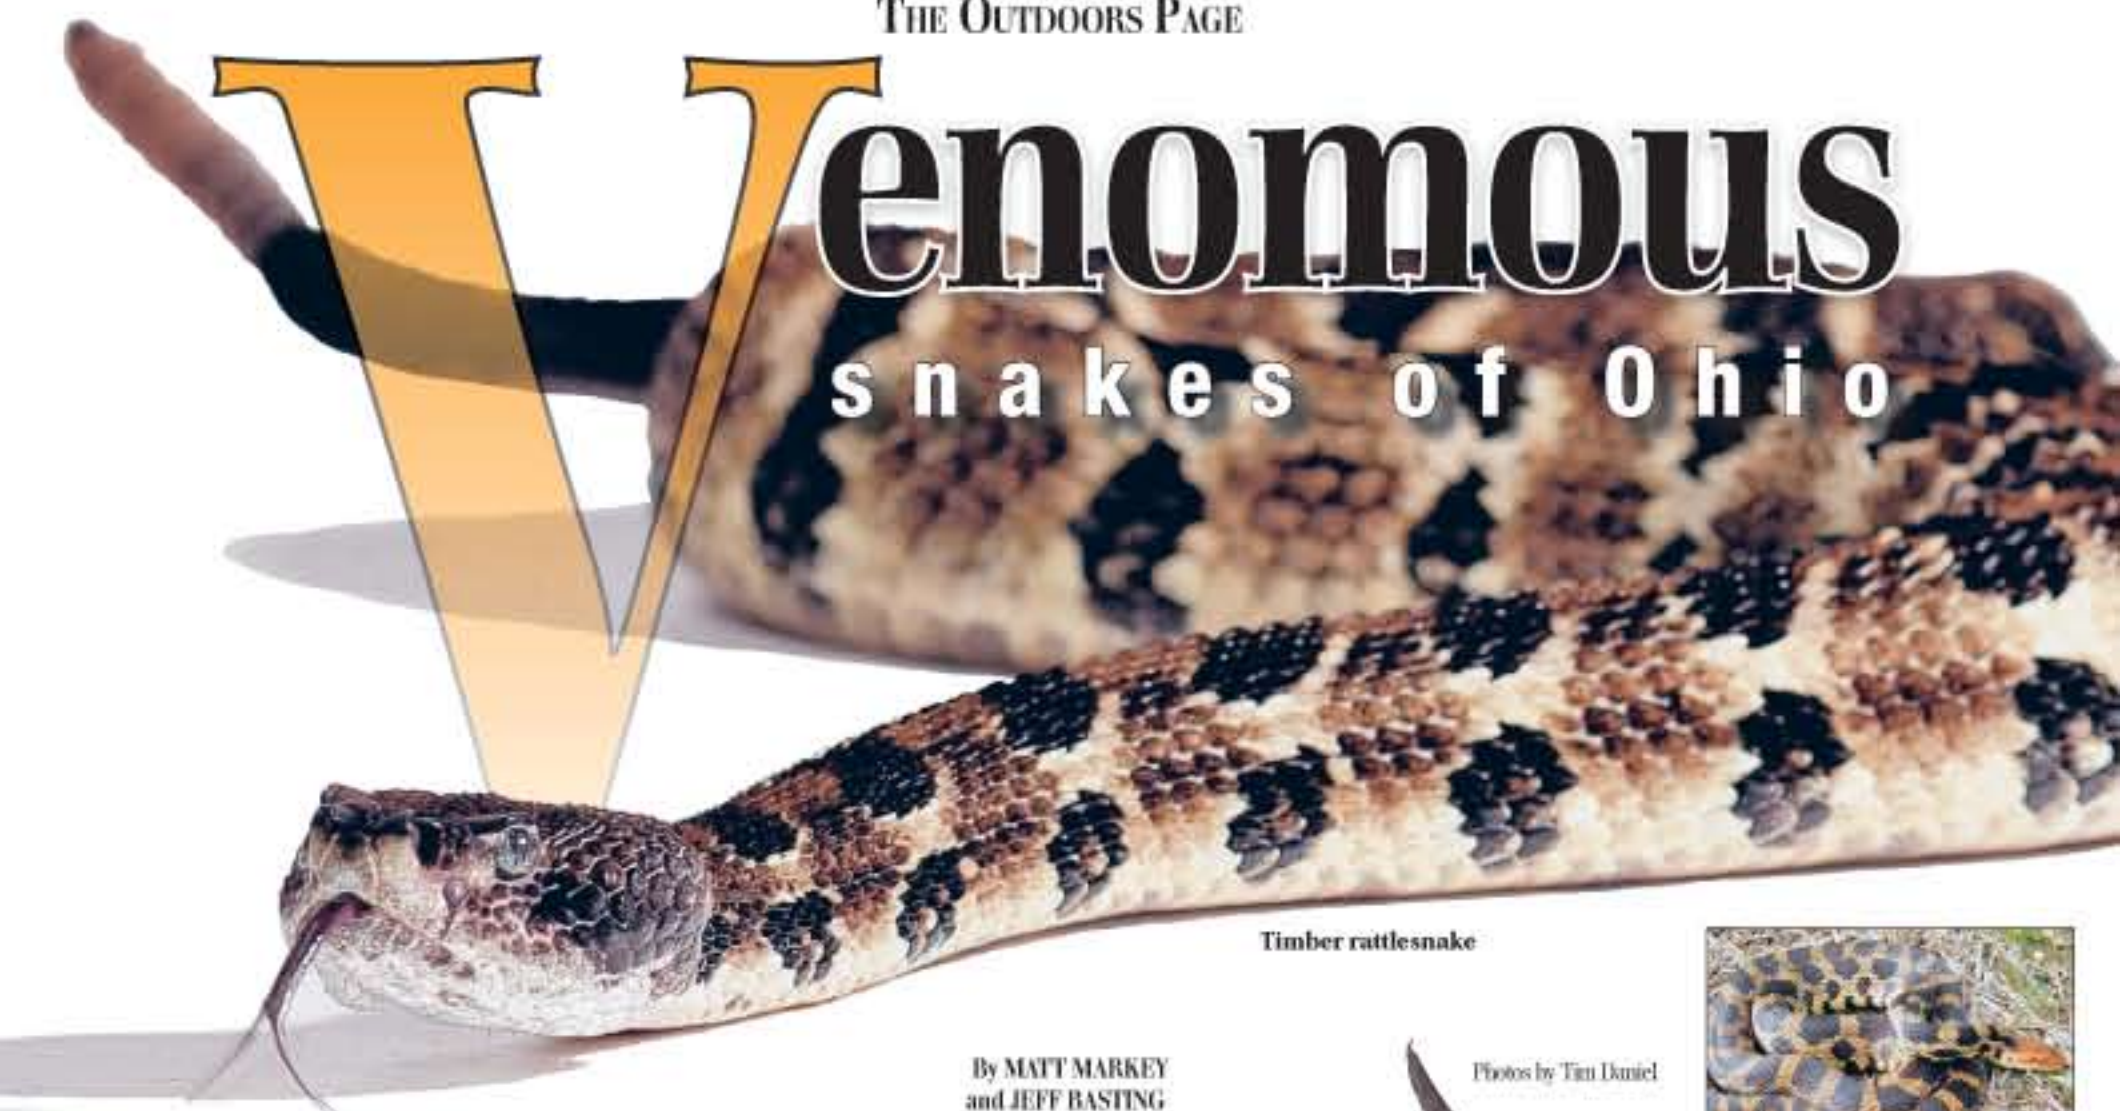 THE OUTDOORS PAGE
Venomous
snakes of Ohio
Timber rattlesnake
By MATT MARKEY
and JEFF BASTING
Photos by Tim Daniel